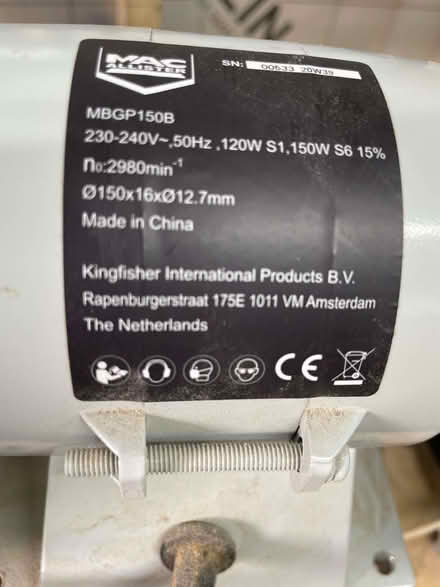 MAC
ALLISTER
SN: 00533 20W39
MBGP150B
230-240V~,50Hz ,120W S1,150W S6 15%
n₀:2980min⁻¹
Ø150x16xØ12.7mm
Made in China
Kingfisher International Products B.V.
Rapenburgerstraat 175E 1011 VM Amsterdam
The Netherlands
CE